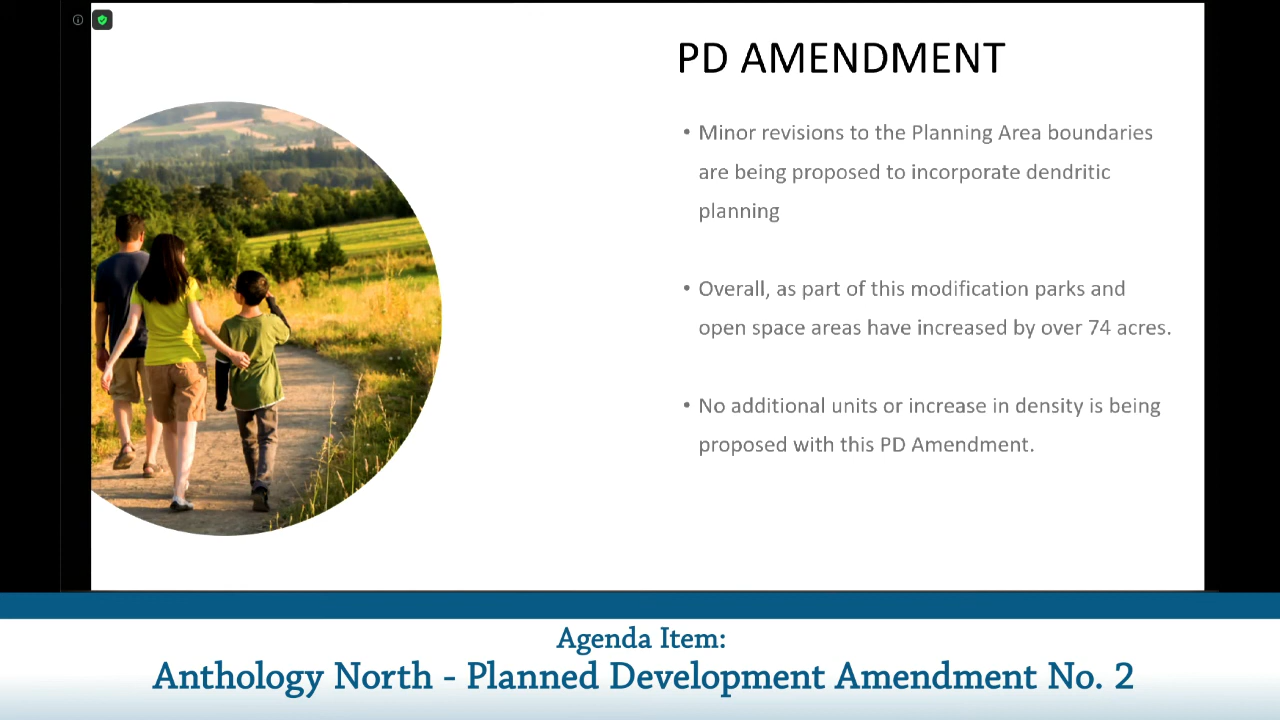 PD AMENDMENT
• Minor revisions to the Planning Area boundaries
are being proposed to incorporate dendritic
planning
• Overall, as part of this modification parks and
open space areas have increased by over 74 acres.
• No additional units or increase in density is being
proposed with this PD Amendment.
Agenda Item:
Anthology North - Planned Development Amendment No. 2